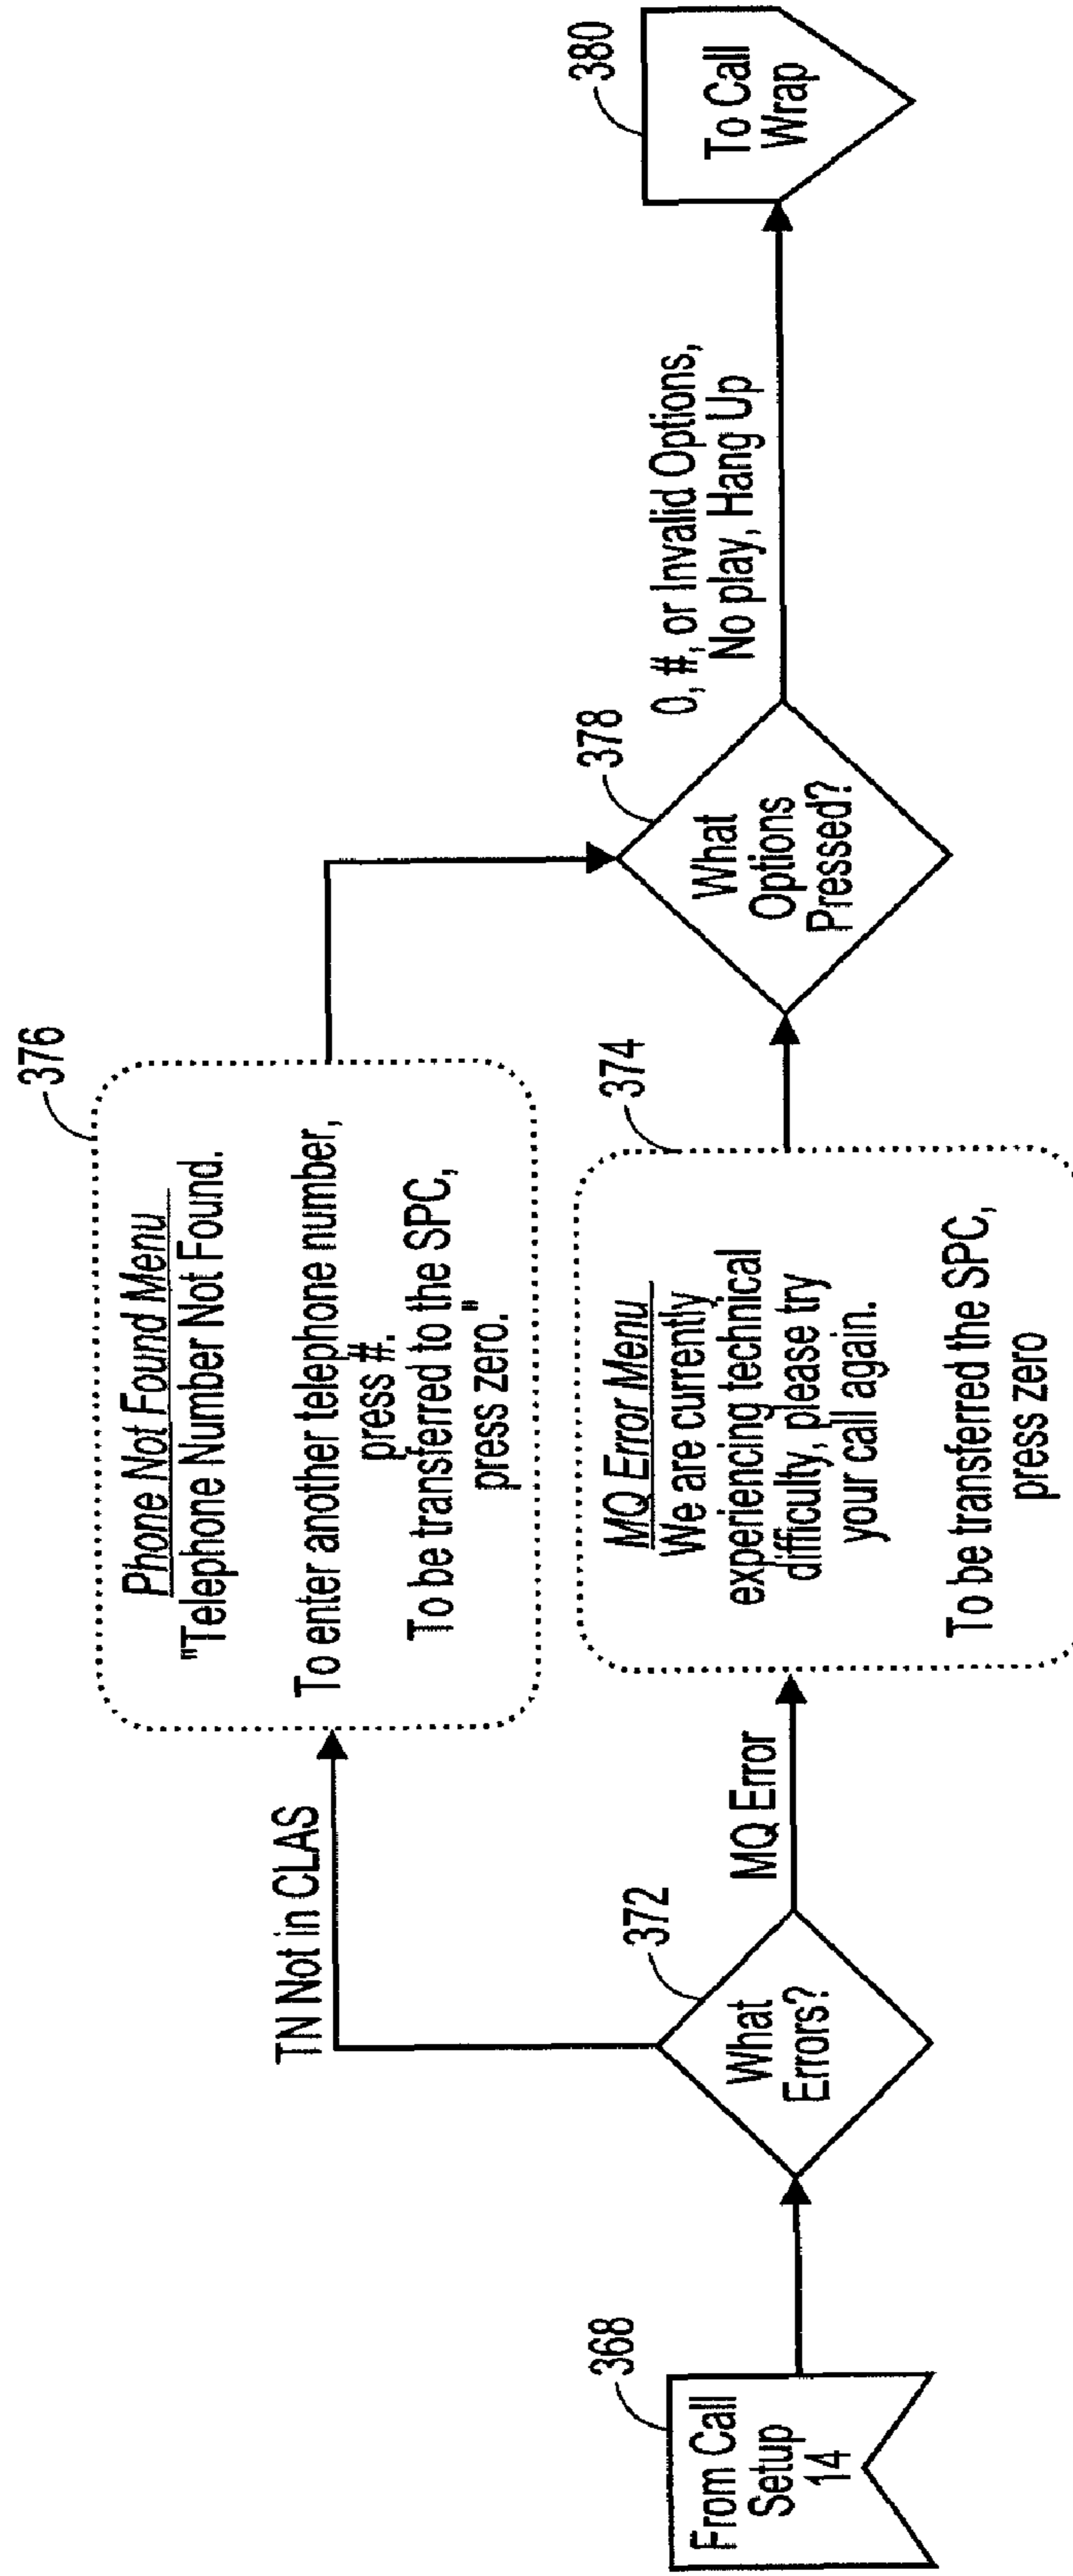 368
From Call
Setup
14
372
What
Errors?
TN Not in CLAS
MQ Error
376
Phone Not Found Menu
"Telephone Number Not Found.
To enter another telephone number,
press #.
To be transferred to the SPC,
press zero."
374
MQ Error Menu
We are currently
experiencing technical
difficulty, please try
your call again.
To be transferred the SPC,
press zero
378
What
Options
Pressed?
0, #, or Invalid Options,
No play, Hang Up
380
To Call
Wrap